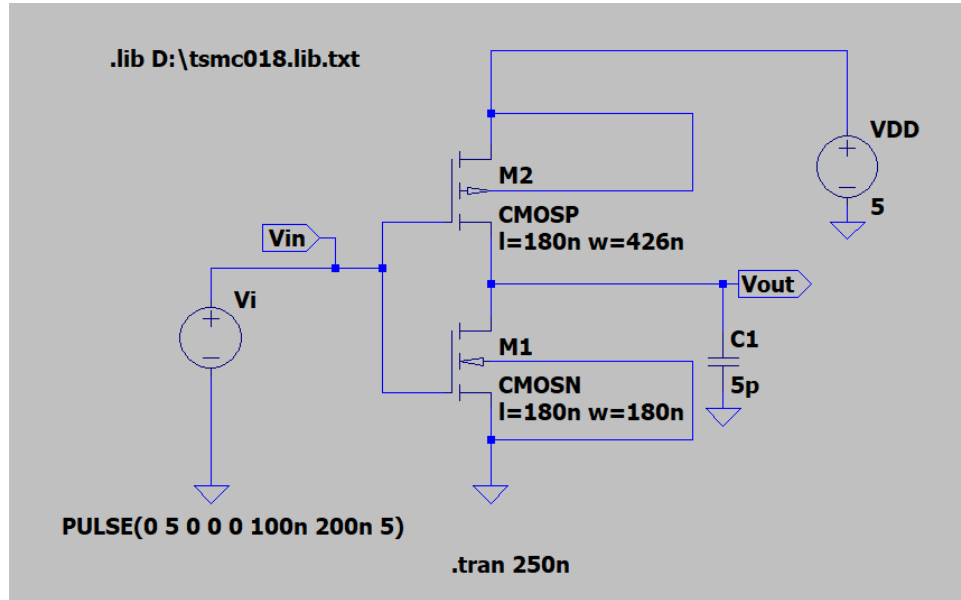 .lib D:\tsmc018.lib.txt
VDD
5
M2
CMOSP
l=180n w=426n
Vin
Vi
Vout
M1
CMOSN
l=180n w=180n
C1
5p
PULSE(0 5 0 0 0 100n 200n 5)
.tran 250n